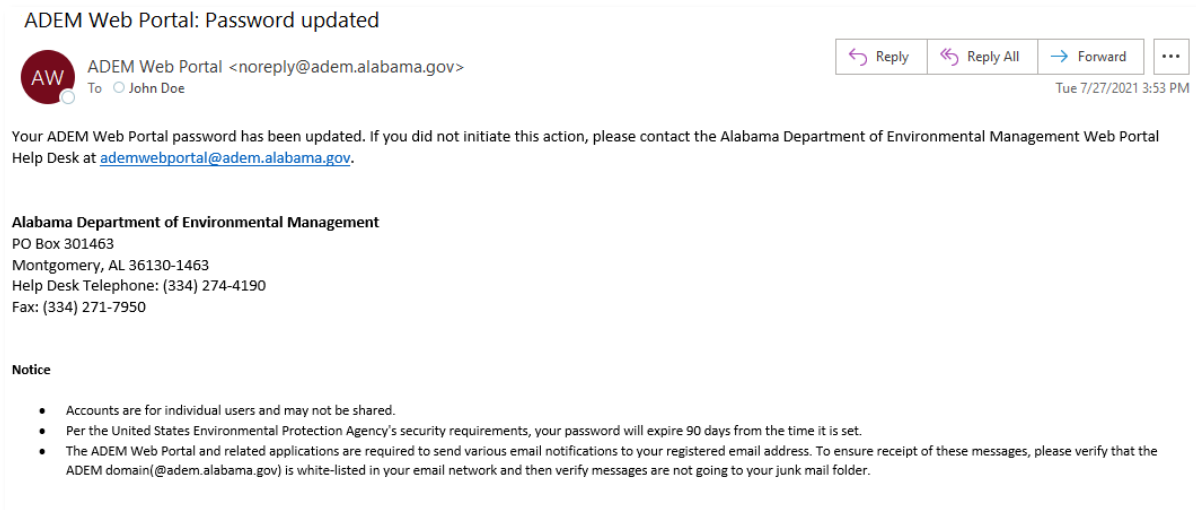 ADEM Web Portal: Password updated
AW
ADEM Web Portal <noreply@adem.alabama.gov>
To John Doe
Reply
Reply All
Forward
...
Tue 7/27/2021 3:53 PM
Your ADEM Web Portal password has been updated. If you did not initiate this action, please contact the Alabama Department of Environmental Management Web Portal
Help Desk at ademwebportal@adem.alabama.gov.
Alabama Department of Environmental Management
PO Box 301463
Montgomery, AL 36130-1463
Help Desk Telephone: (334) 274-4190
Fax: (334) 271-7950
Notice
• Accounts are for individual users and may not be shared.
• Per the United States Environmental Protection Agency's security requirements, your password will expire 90 days from the time it is set.
• The ADEM Web Portal and related applications are required to send various email notifications to your registered email address. To ensure receipt of these messages, please verify that the
ADEM domain(@adem.alabama.gov) is white-listed in your email network and then verify messages are not going to your junk mail folder.